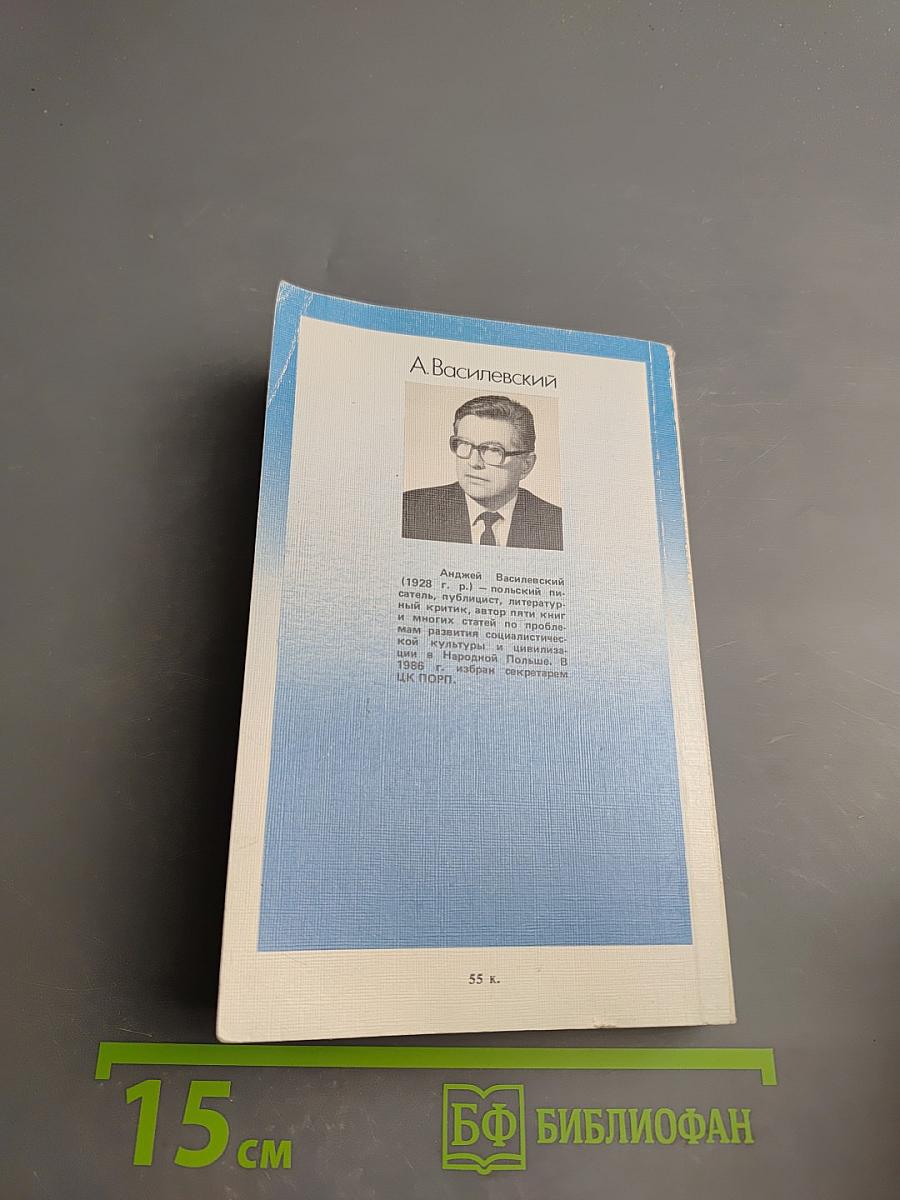 А. Василевский
Анджей Василевский
(1928 г. р.) — польский пи-
сатель, публицист, литератур-
ный критик, автор пяти книг
и многих статей по пробле-
мам развития социалистичес-
кой культуры и цивилиза-
ции в Народной Польше. В
1986 г. избран секретарем
ЦК ПОРП.
55 к.
15 см
БФ БИБЛИОФАН